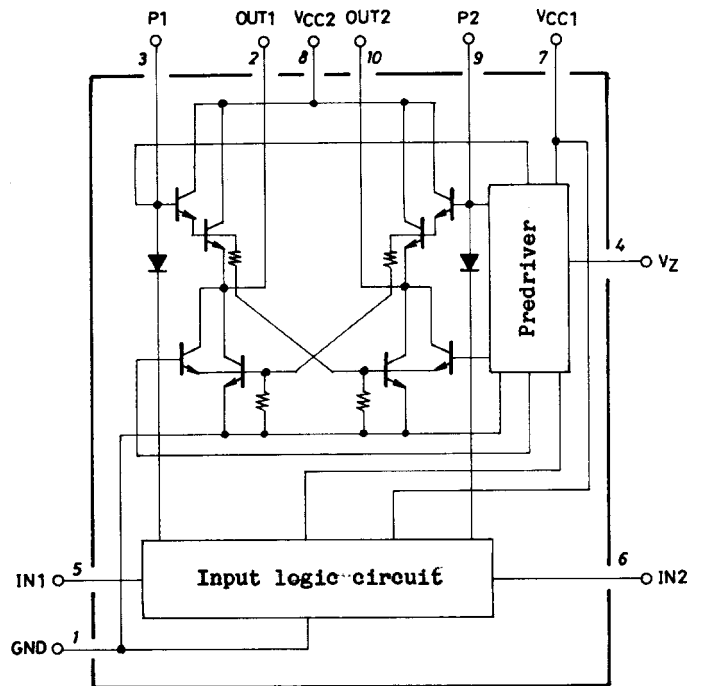 P1 OUT1 VCC2 OUT2 P2 VCC1
3 2 8 10 9 7
4
VZ
Predriver
5 6
IN1 Input logic circuit IN2
1
GND